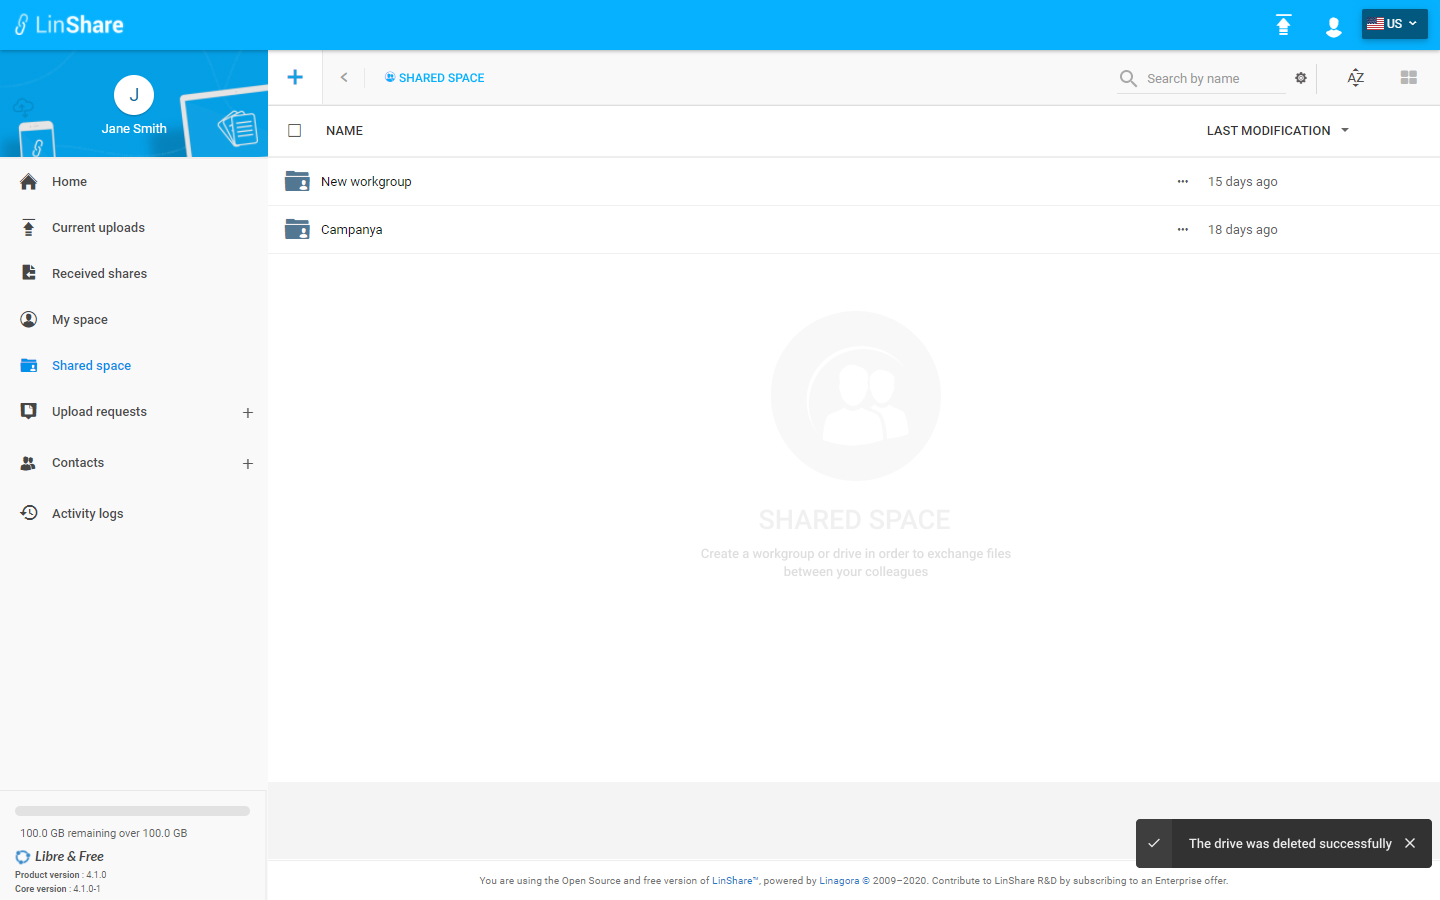 LinShare
US
J
Jane Smith
SHARED SPACE
Search by name
AZ
NAME
LAST MODIFICATION
Home
Current uploads
Received shares
My space
Shared space
Upload requests
Contacts
Activity logs
New workgroup
15 days ago
Campanya
18 days ago
SHARED SPACE
Create a workgroup or drive in order to exchange files
between your colleagues
100.0 GB remaining over 100.0 GB
Libre & Free
Product version : 4.1.0
Core version : 4.1.0-1
The drive was deleted successfully
You are using the Open Source and free version of LinShare™, powered by Linagora © 2009–2020. Contribute to LinShare R&D by subscribing to an Enterprise offer.